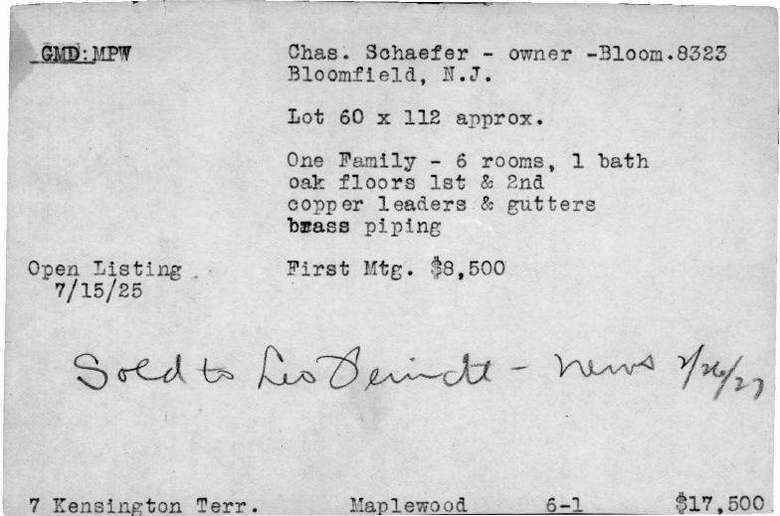 GMD:MPW Chas. Schaefer - owner -Bloom.8323
Bloomfield, N.J.
Lot 60 x 112 approx.
One Family - 6 rooms, 1 bath
oak floors 1st & 2nd
copper leaders & gutters
brass piping
Open Listing First Mtg. $8,500
7/15/25
Sold to Leo - News /26/27
7 Kensington Terr. Maplewood 6-1 $17,500